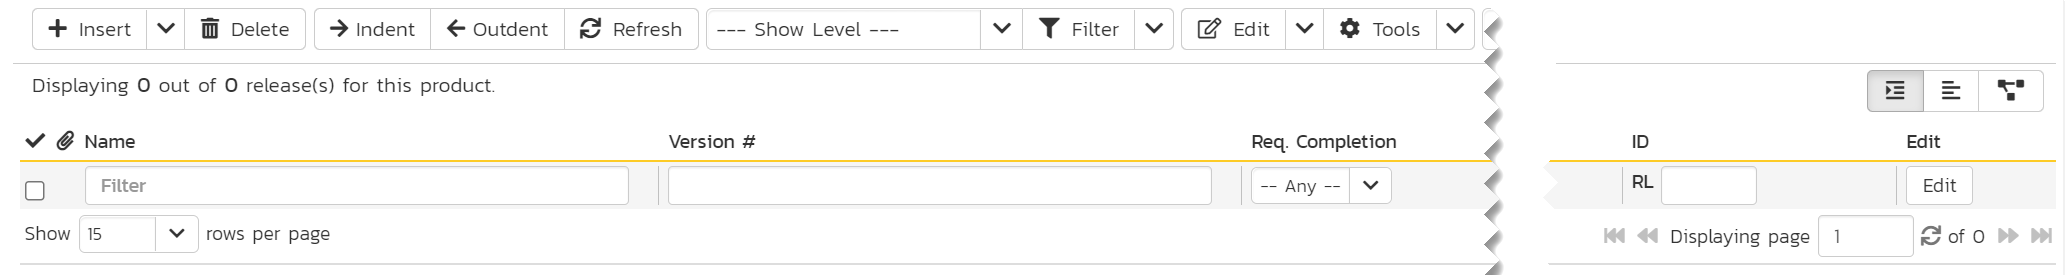 Insert Delete Indent Outdent Refresh --- Show Level --- Filter Edit Tools
Displaying 0 out of 0 release(s) for this product.
Name Version # Req. Completion ID Edit
Filter -- Any -- RL Edit
Show 15 rows per page Displaying page 1 of 0